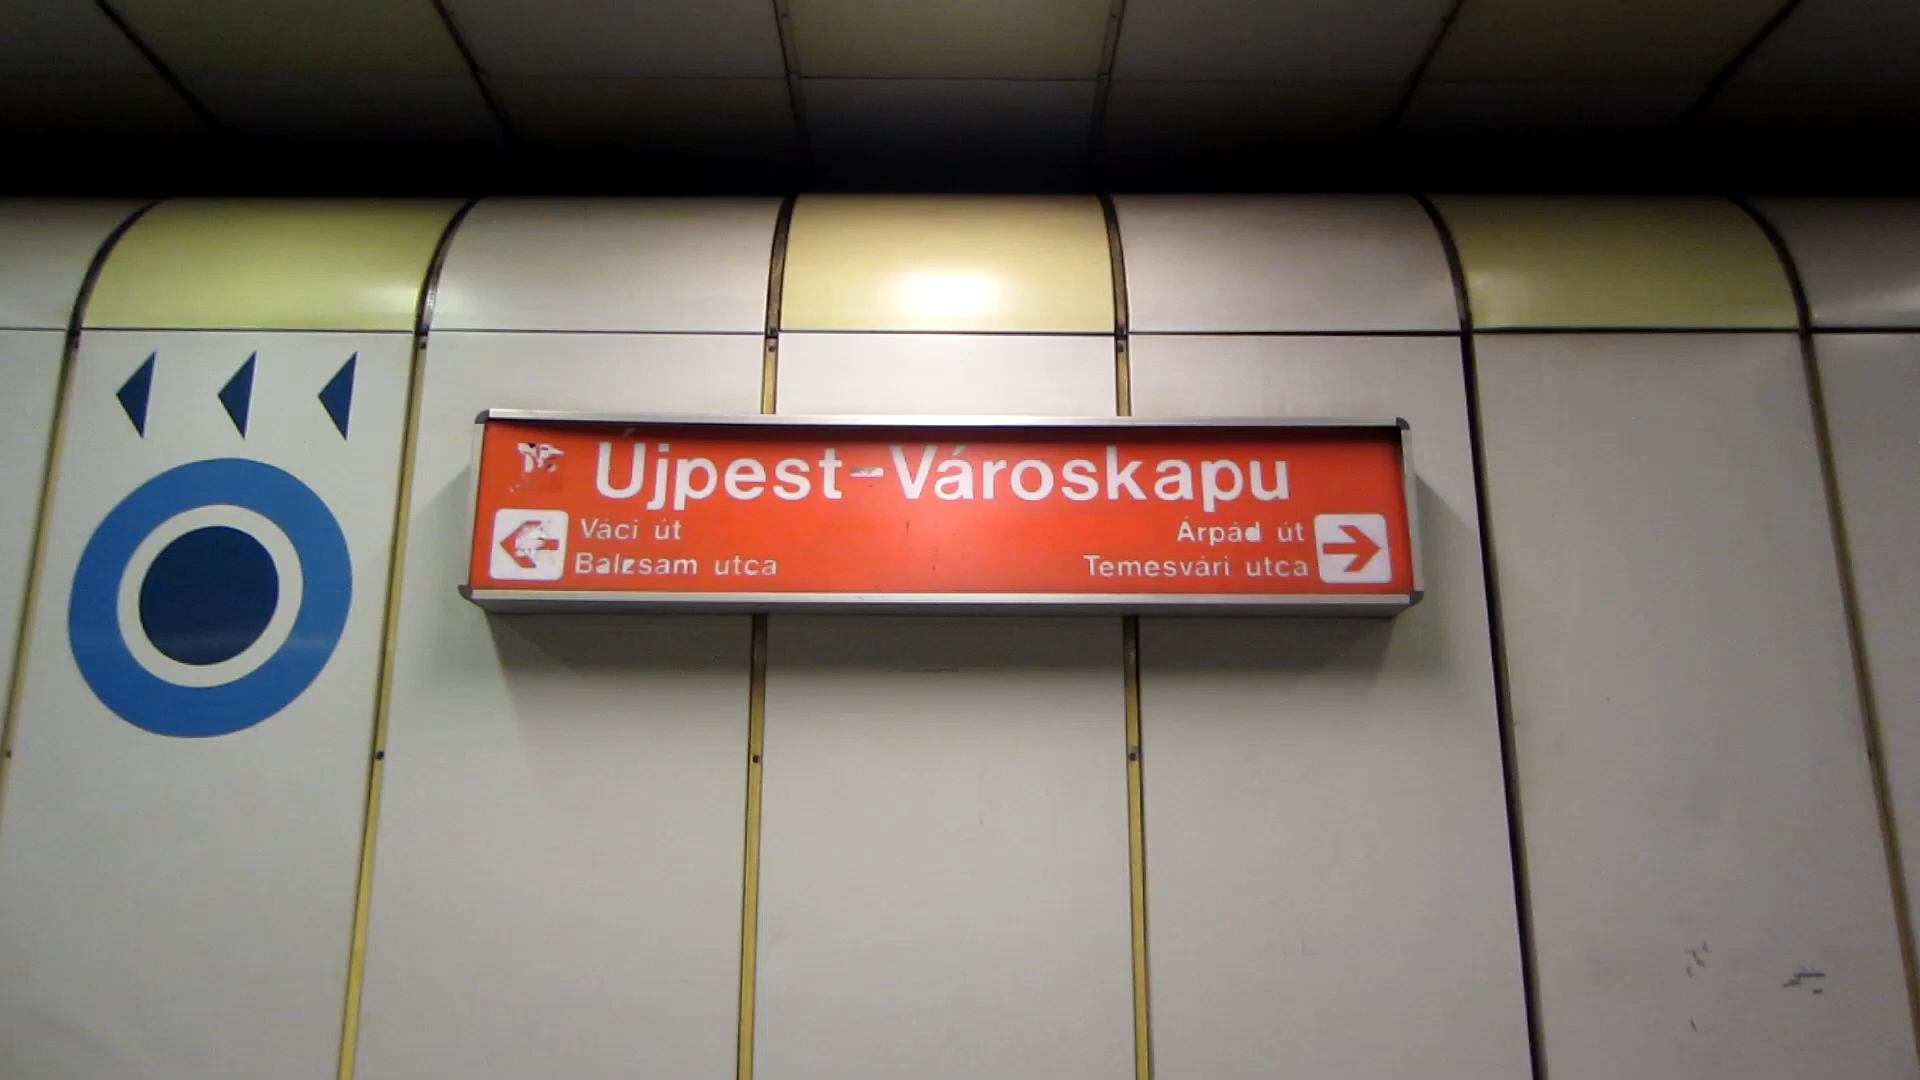 Újpest-Városkapu
Váci út
Balzsam utca
Árpád út
Temesvári utca